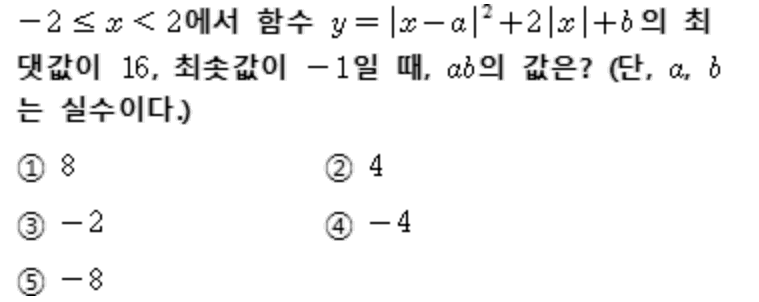 −2 ≤ x < 2에서 함수 y = |x−a|²+2|x|+b의 최
댓값이 16, 최솟값이 −1일 때, ab의 값은? (단, a, b
는 실수이다.)
① 8 ② 4
③ −2 ④ −4
⑤ −8